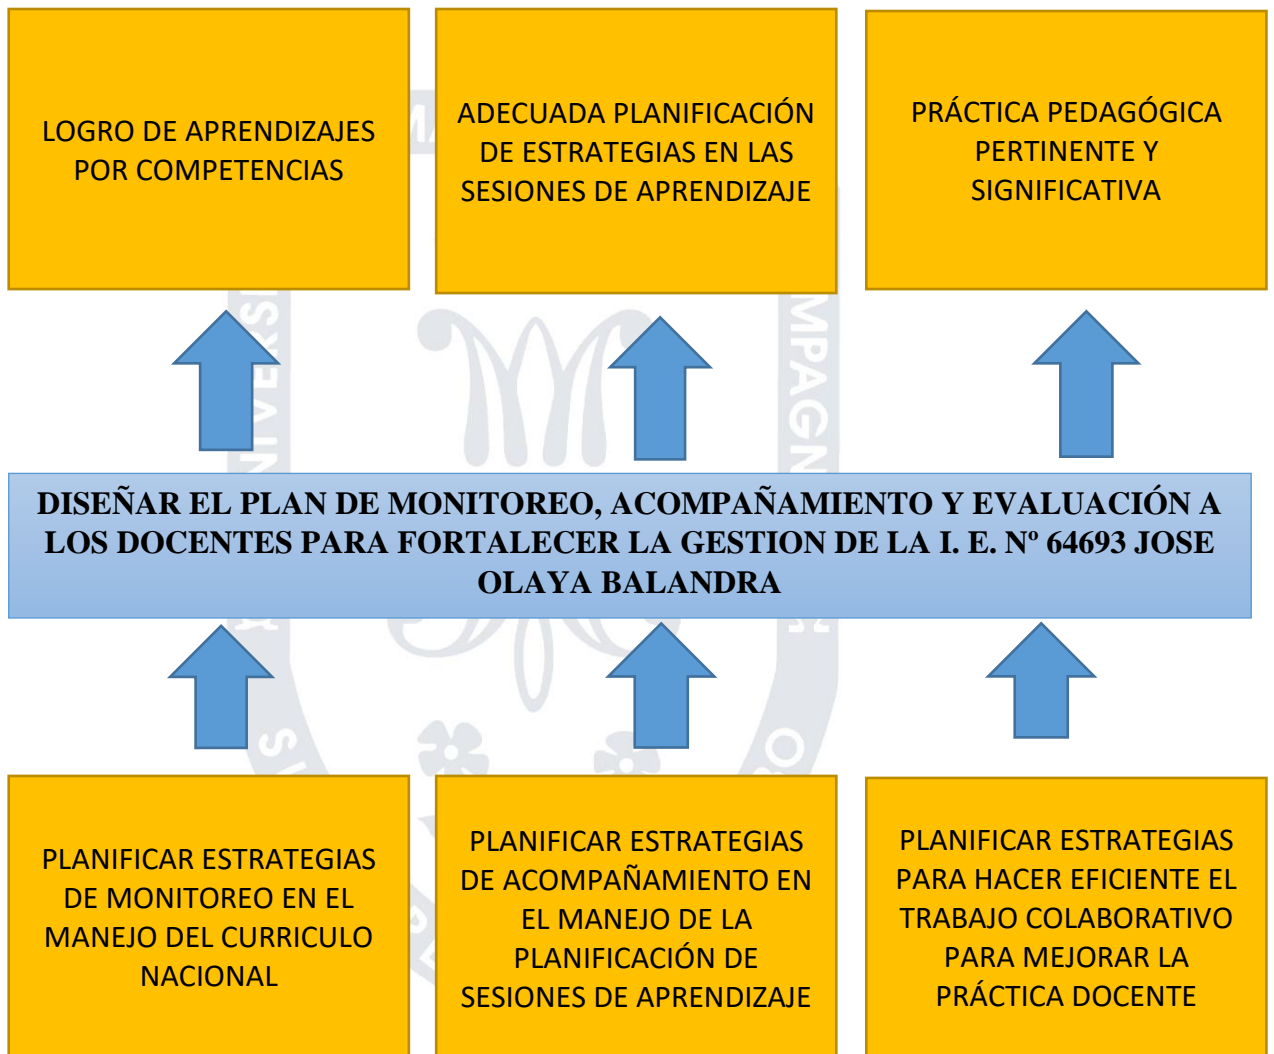 LOGRO DE APRENDIZAJES
POR COMPETENCIAS
ADECUADA PLANIFICACIÓN
DE ESTRATEGIAS EN LAS
SESIONES DE APRENDIZAJE
PRÁCTICA PEDAGÓGICA
PERTINENTE Y
SIGNIFICATIVA
DISEÑAR EL PLAN DE MONITOREO, ACOMPAÑAMIENTO Y EVALUACIÓN A
LOS DOCENTES PARA FORTALECER LA GESTION DE LA I. E. Nº 64693 JOSE
OLAYA BALANDRA
PLANIFICAR ESTRATEGIAS
DE MONITOREO EN EL
MANEJO DEL CURRICULO
NACIONAL
PLANIFICAR ESTRATEGIAS
DE ACOMPAÑAMIENTO EN
EL MANEJO DE LA
PLANIFICACIÓN DE
SESIONES DE APRENDIZAJE
PLANIFICAR ESTRATEGIAS
PARA HACER EFICIENTE EL
TRABAJO COLABORATIVO
PARA MEJORAR LA
PRÁCTICA DOCENTE